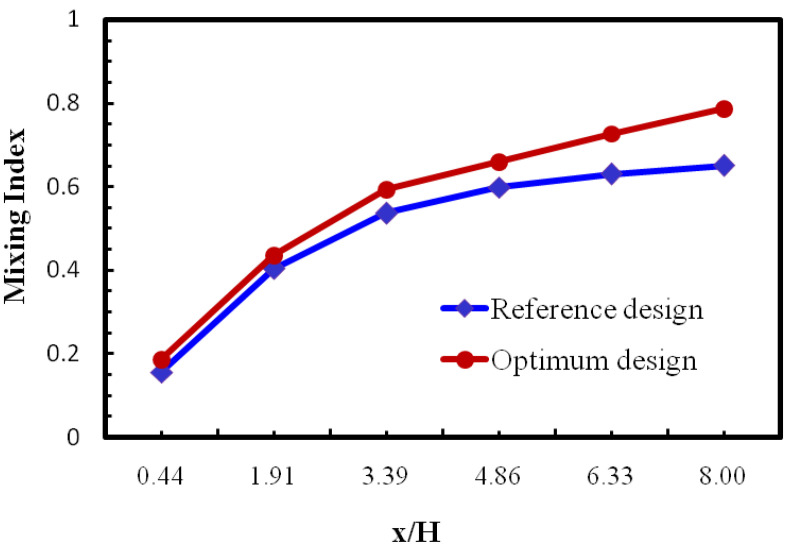 1
0.8
0.6
0.4
0.2
0
Mixing Index
Reference design
Optimum design
0.44 1.91 3.39 4.86 6.33 8.00
x/H